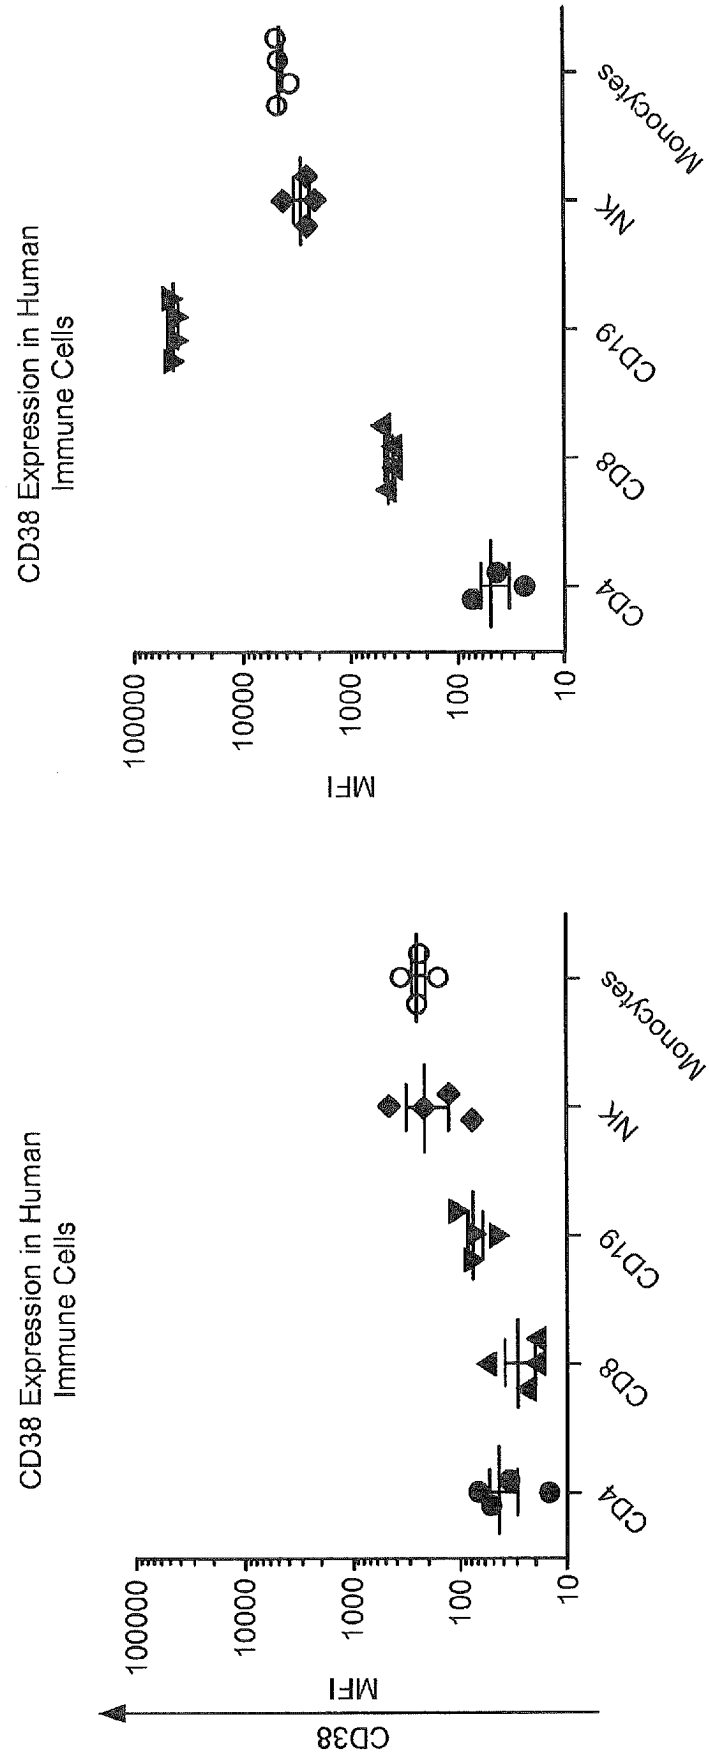 CD38 Expression in Human
Immune Cells
CD38
MFI
100000
10000
1000
100
10
CD4
CD8
CD19
NK
Monocytes
CD38 Expression in Human
Immune Cells
MFI
100000
10000
1000
100
10
CD4
CD8
CD19
NK
Monocytes